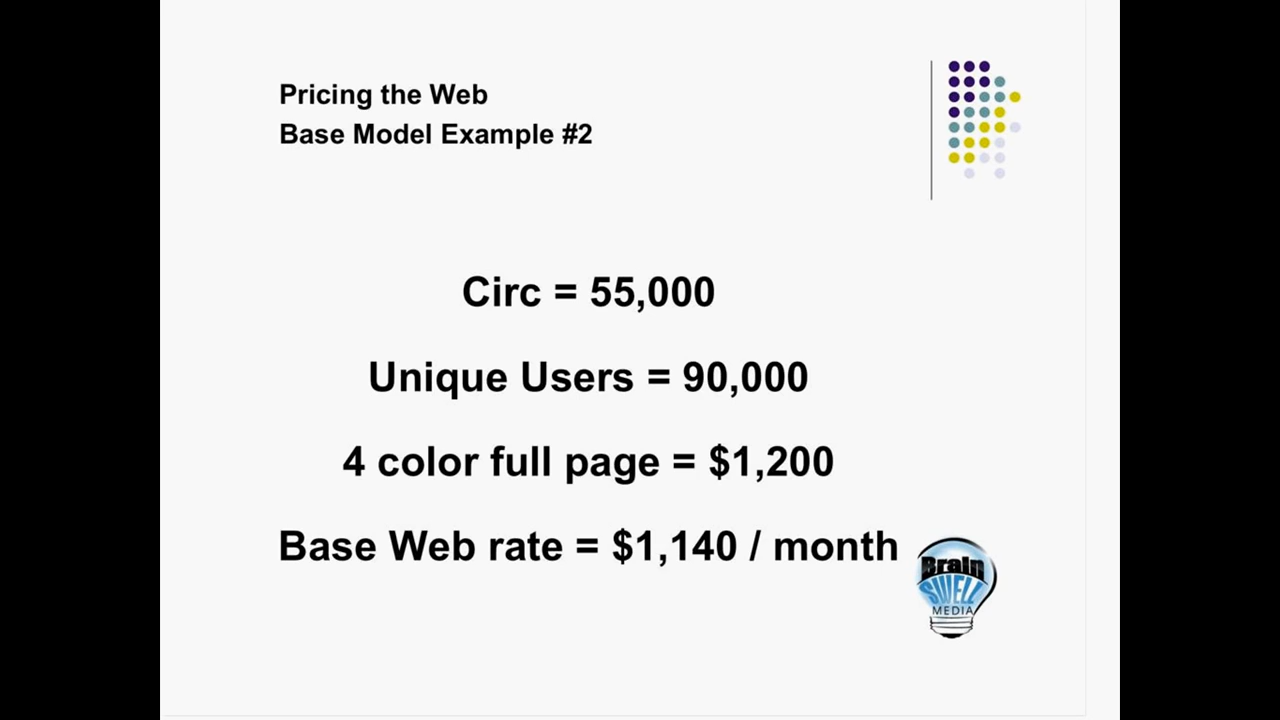 Pricing the Web
Base Model Example #2
Circ = 55,000
Unique Users = 90,000
4 color full page = $1,200
Base Web rate = $1,140 / month
Brain
SWELL
MEDIA